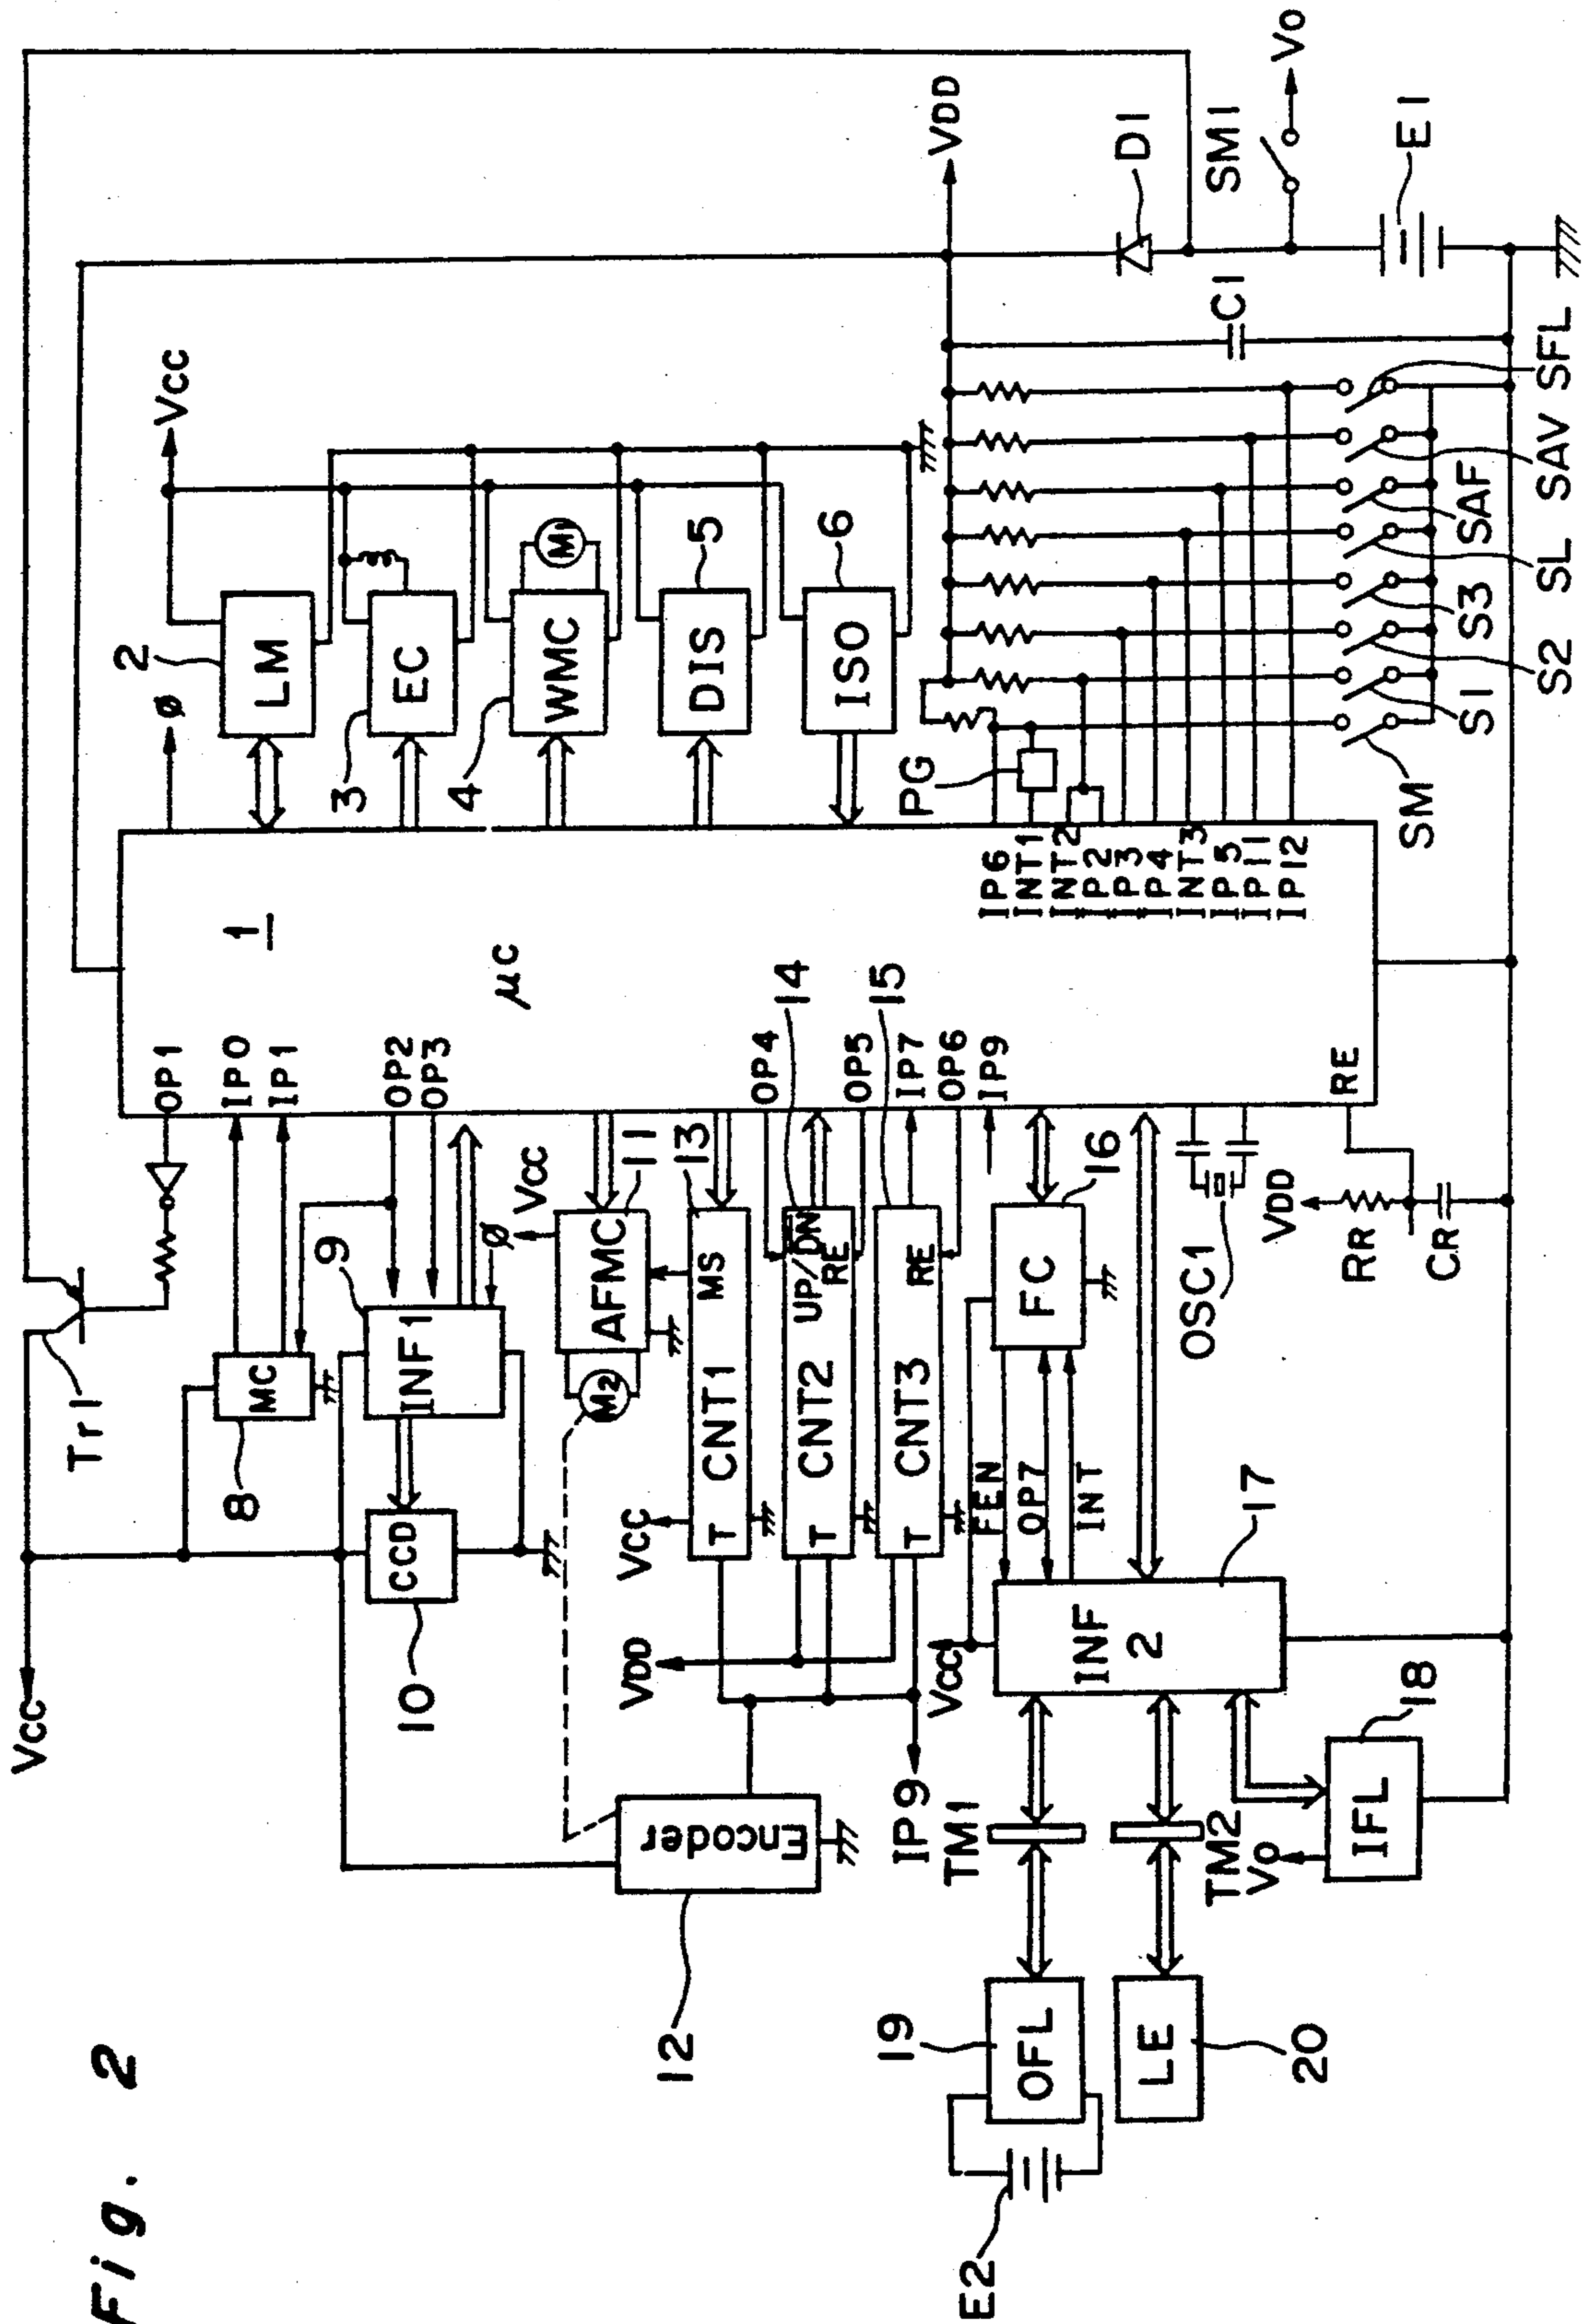 Fig. 2
VCC
Tr1
OP1
ø
2
VCC
LM
8
MC
IP0
IP1
1
3
EC
10
CCD
9
INF1
OP2
OP3
ø
μC
4
WMC
M1
VCC
AFMC
11
M2
DIS
5
12
Encoder
VCC
T
CNT1
MS
13
ISO
6
VDD
T
CNT2
UP/DN
RE
OP4
14
OP5
T
CNT3
RE
IP7
15
OP6
IP9
IP9
VCC
FEN
OP7
INT
FC
16
PG
IP6
INT1
INT2
IP2
IP3
IP4
INT3
IP5
IP11
IP12
VDD
E2
19
OFL
TM1
INF
2
17
20
LE
TM2
VO
IFL
18
OSC1
VDD
RR
CR
RE
C1
D1
SM1
VO
E1
SM
S1
S2
S3
SL
SAF
SAV
SFL